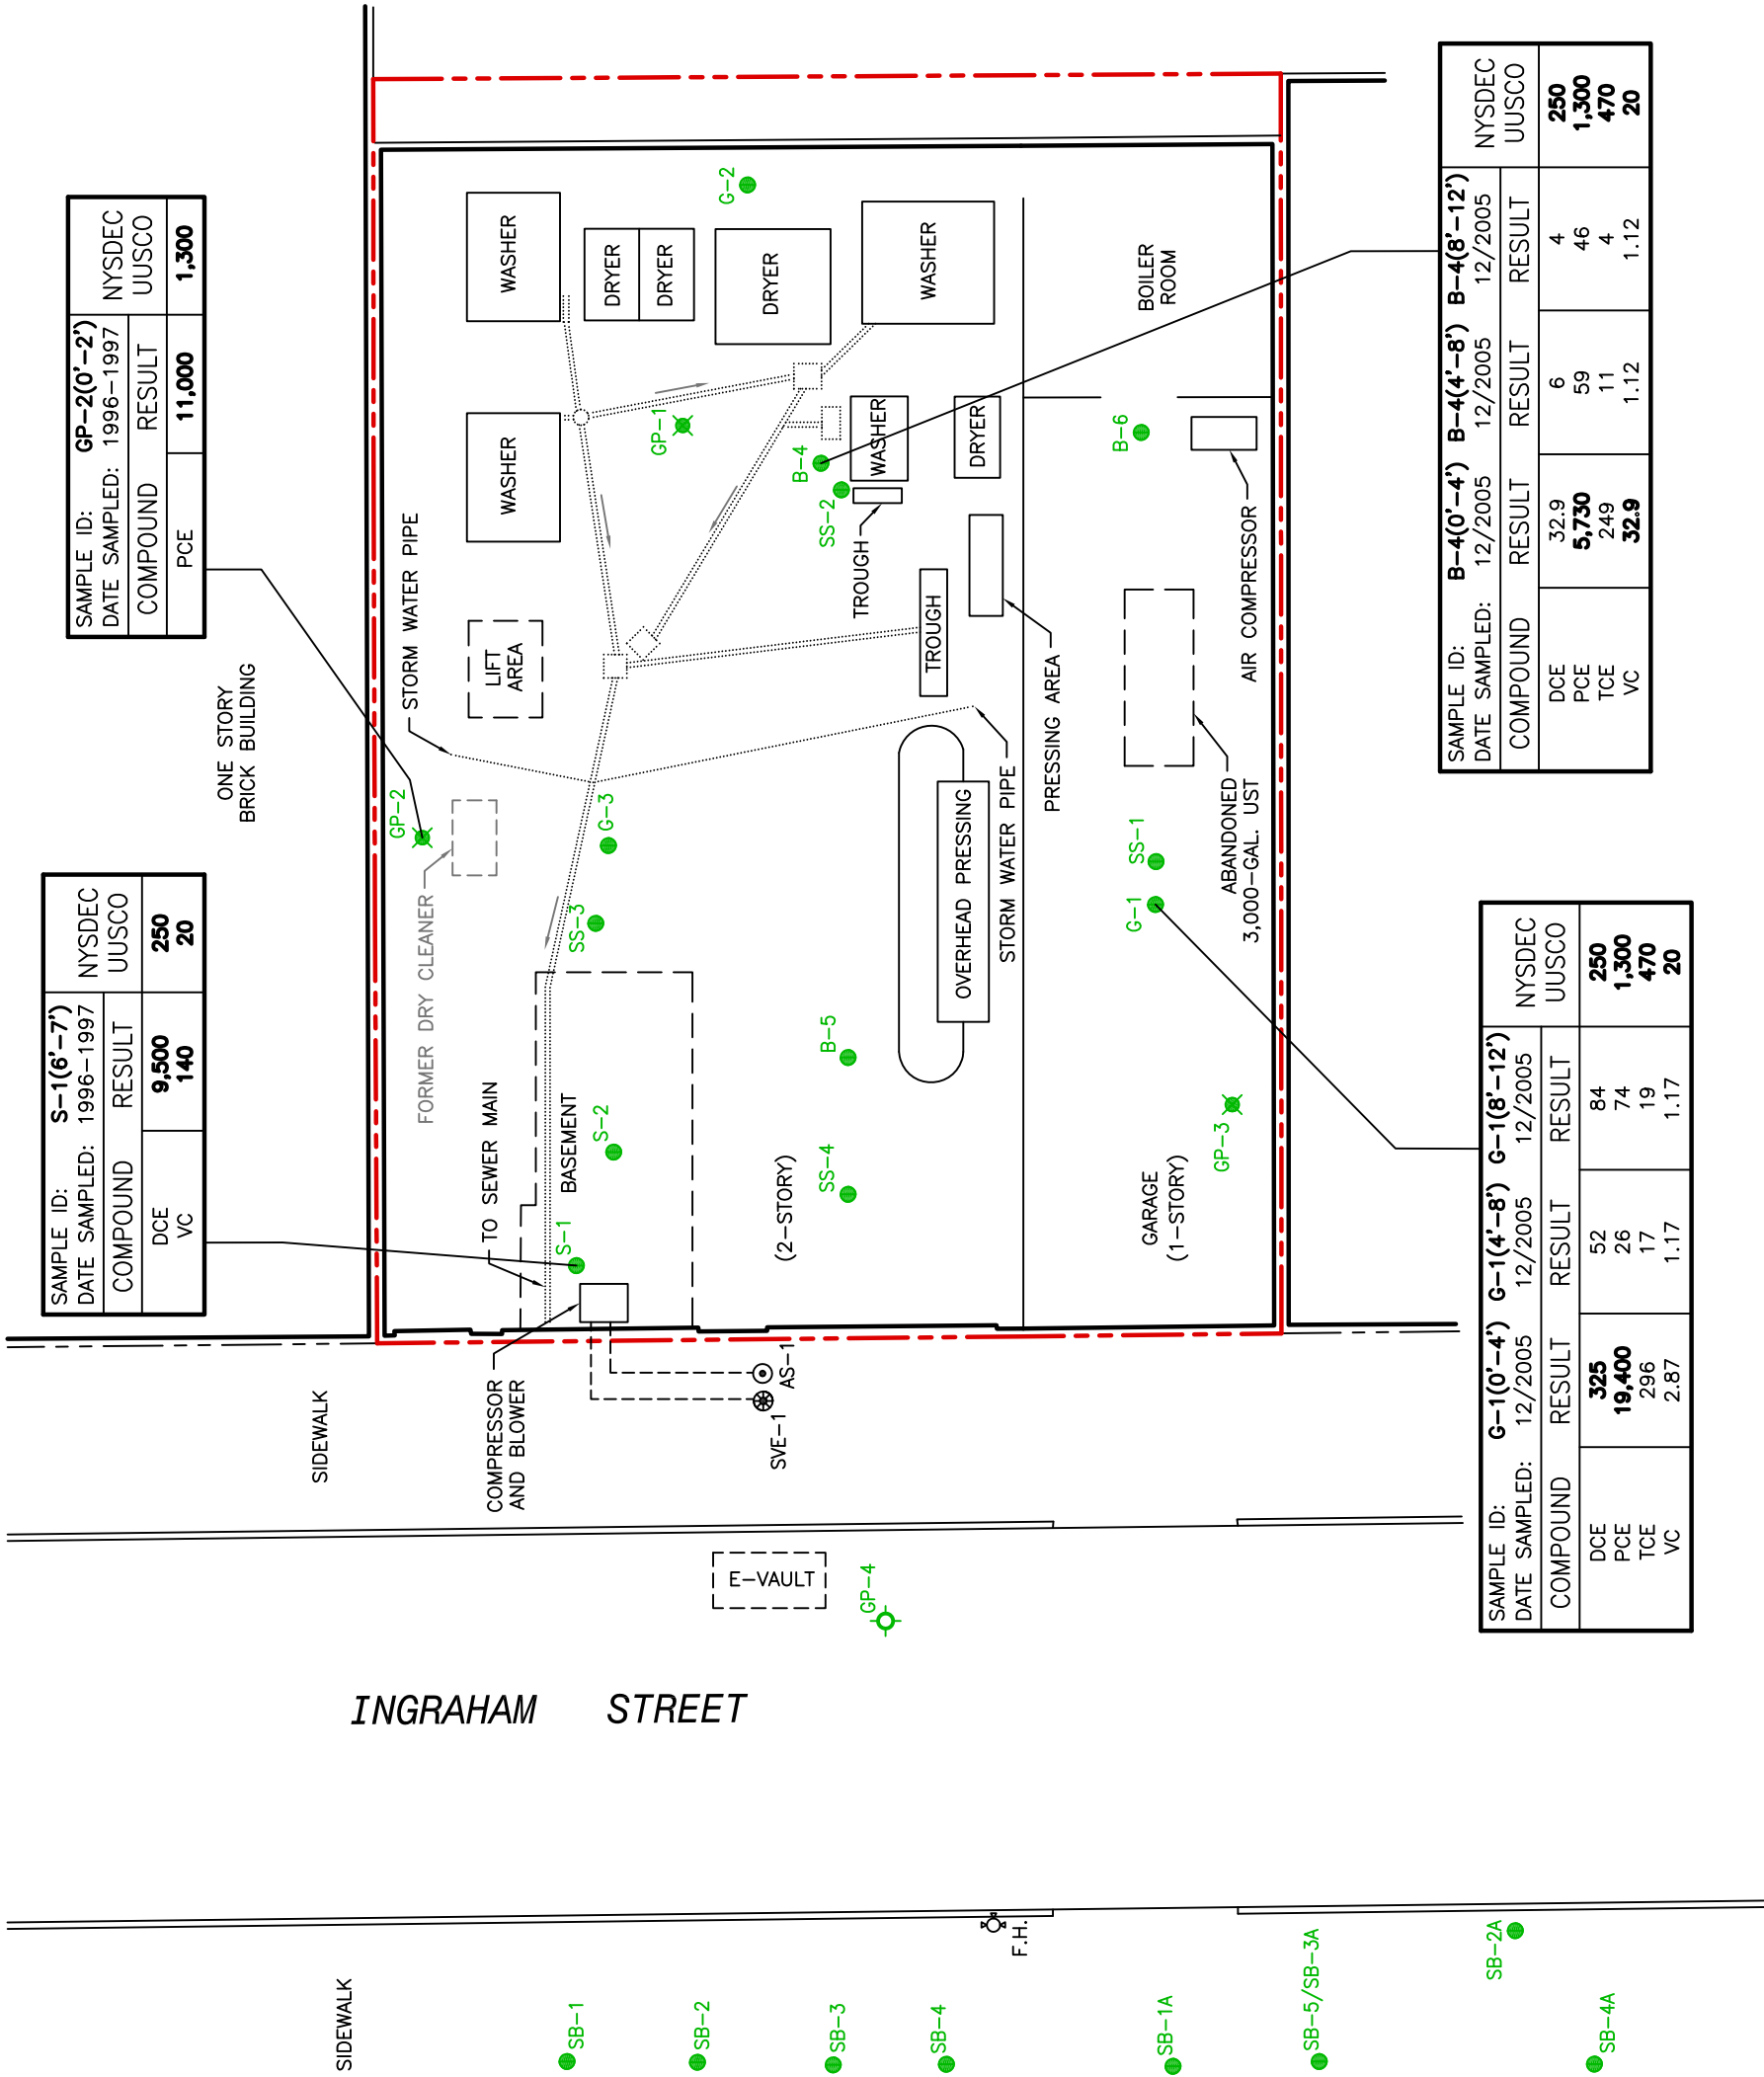 SAMPLE ID: S-1(6'-7')
DATE SAMPLED: 1996-1997
COMPOUND RESULT NYSDEC UUSCO
DCE 9,500 250
VC 140 20
SAMPLE ID: GP-2(0'-2')
DATE SAMPLED: 1996-1997
COMPOUND RESULT NYSDEC UUSCO
PCE 11,000 1,300
ONE STORY
BRICK BUILDING
SIDEWALK
FORMER DRY CLEANER
GP-2
STORM WATER PIPE
TO SEWER MAIN
COMPRESSOR
AND BLOWER
LIFT
AREA
WASHER
WASHER
BASEMENT
S-1
S-2
SS-3
G-3
DRYER
DRYER
GP-1
G-2
DRYER
SVE-1
AS-1
(2-STORY)
SS-4
B-5
SS-2
B-4
TROUGH
WASHER
WASHER
E-VAULT
GP-4
TROUGH
DRYER
OVERHEAD PRESSING
STORM WATER PIPE
PRESSING AREA
B-6
BOILER
ROOM
GARAGE
(1-STORY)
G-1
SS-1
GP-3
ABANDONED
3,000-GAL. UST
AIR COMPRESSOR
INGRAHAM STREET
SIDEWALK
SB-1
SB-2
SB-3
SB-4
F.H.
SB-1A
SB-5/SB-3A
SB-2A
SB-4A
SAMPLE ID: G-1(0'-4') G-1(4'-8') G-1(8'-12')
DATE SAMPLED: 12/2005 12/2005 12/2005
COMPOUND RESULT RESULT RESULT NYSDEC UUSCO
DCE 325 52 84 250
PCE 19,400 26 74 1,300
TCE 296 17 19 470
VC 2.87 1.17 1.17 20
SAMPLE ID: B-4(0'-4') B-4(4'-8') B-4(8'-12')
DATE SAMPLED: 12/2005 12/2005 12/2005
COMPOUND RESULT RESULT RESULT NYSDEC UUSCO
DCE 32.9 6 4 250
PCE 5,730 59 46 1,300
TCE 249 11 4 470
VC 32.9 1.12 1.12 20